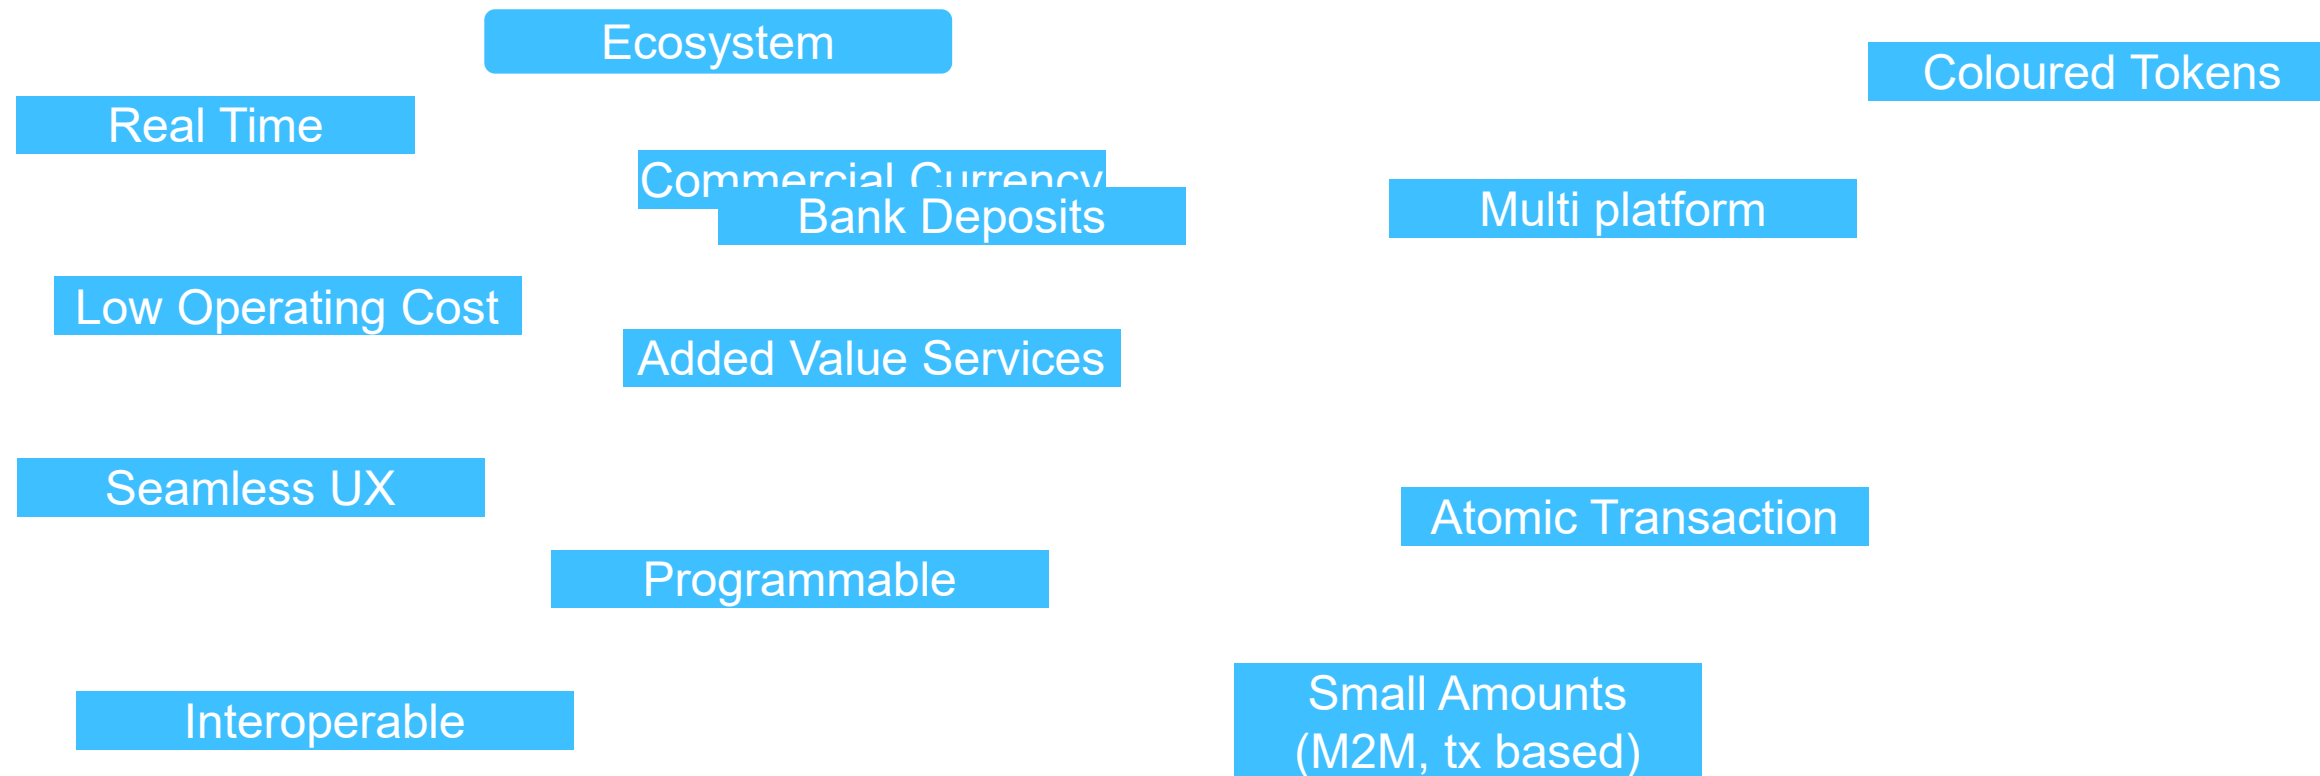 Ecosystem
Coloured Tokens
Real Time
Commercial Currency
Bank Deposits
Multi platform
Low Operating Cost
Added Value Services
Seamless UX
Atomic Transaction
Programmable
Small Amounts
(M2M, tx based)
Interoperable